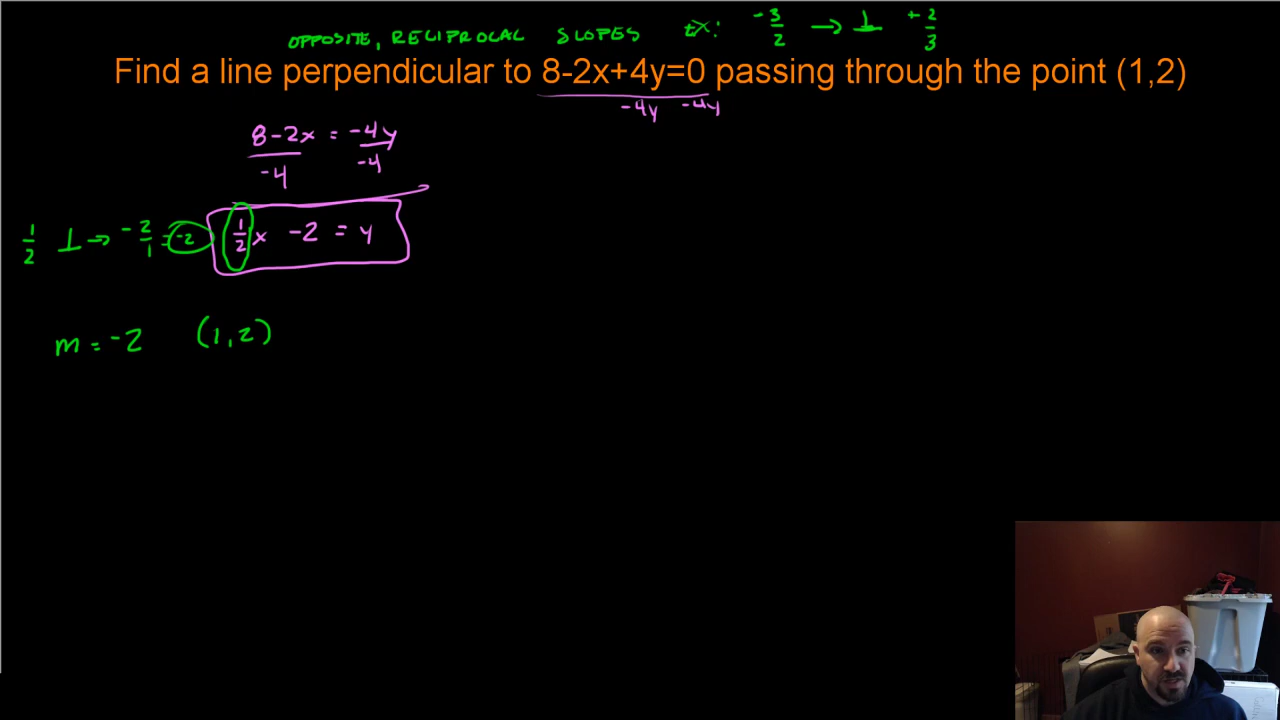 OPPOSITE, RECIPROCAL SLOPES EX: -3/2 → ⊥ +2/3
Find a line perpendicular to 8-2x+4y=0 passing through the point (1,2)
-4y -4y
8-2x = -4y
-4 -4
1/2 ⊥ → -2/1 = -2
1/2x -2 = y
m = -2 (1,2)